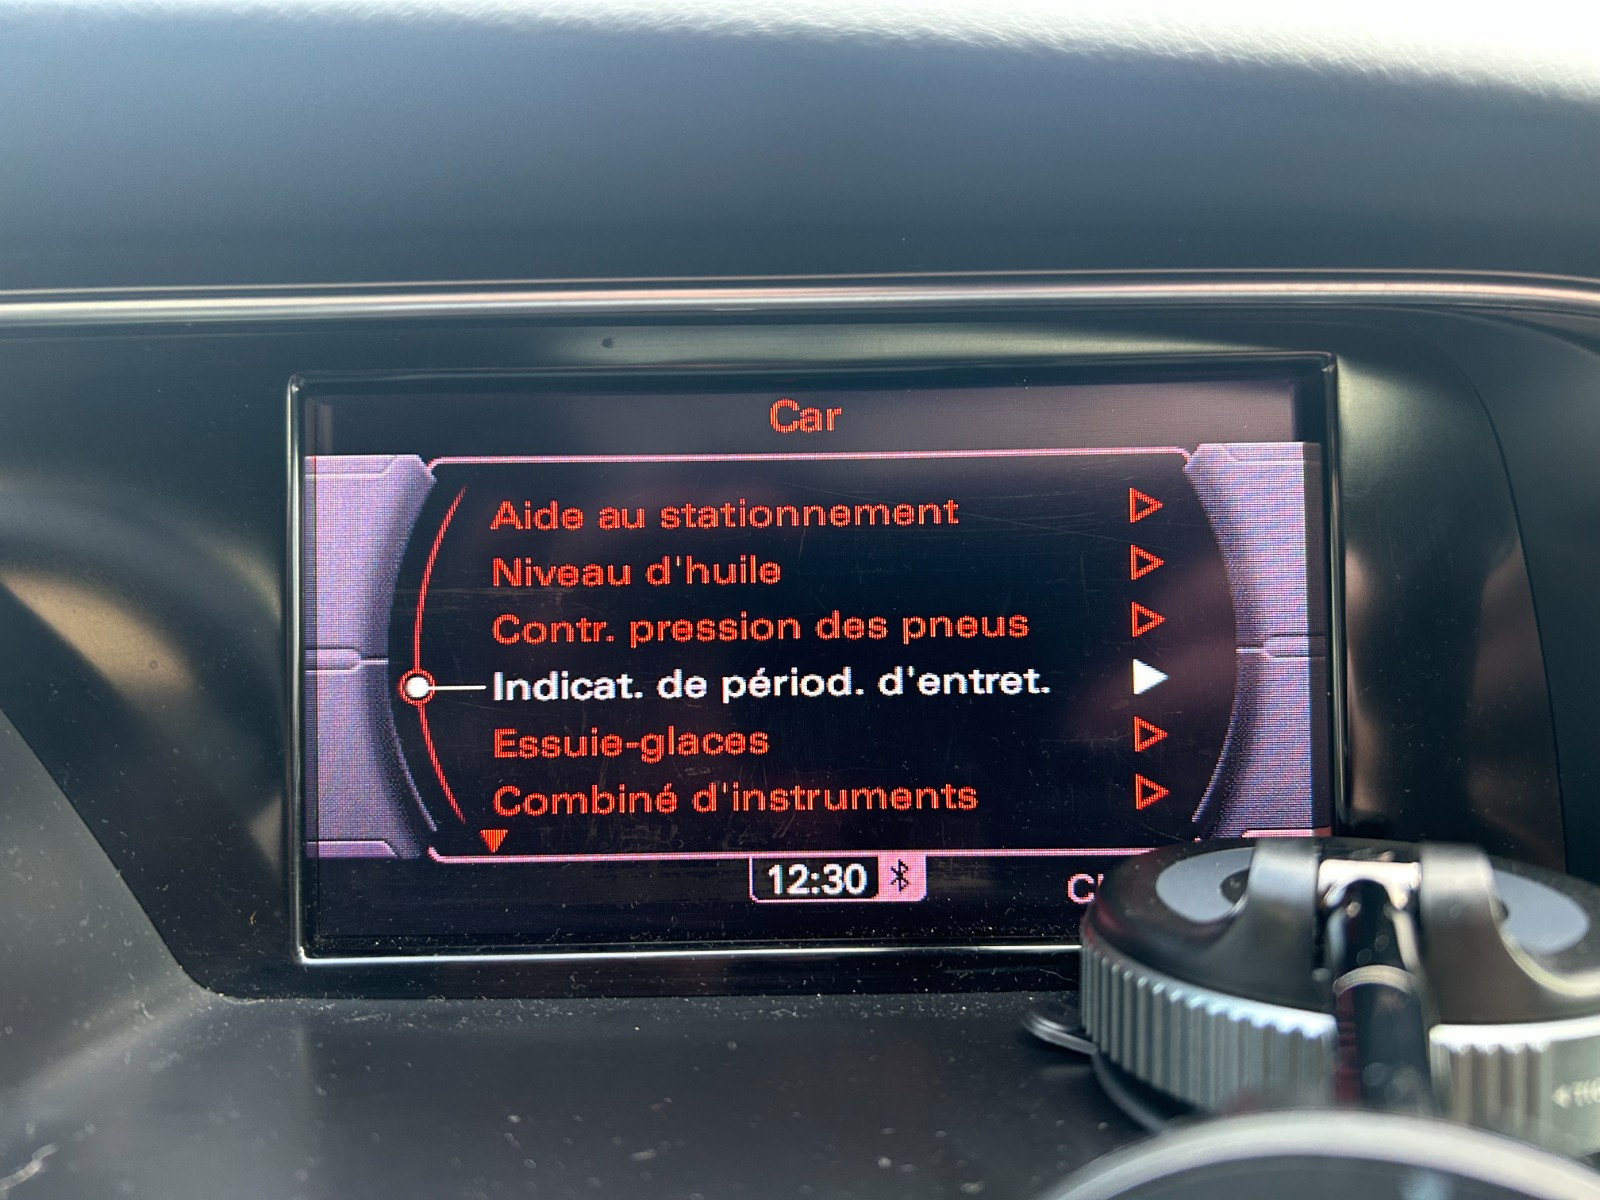 Car
Aide au stationnement
Niveau d'huile
Contr. pression des pneus
Indicat. de périod. d'entret.
Essuie-glaces
Combiné d'instruments
12:30